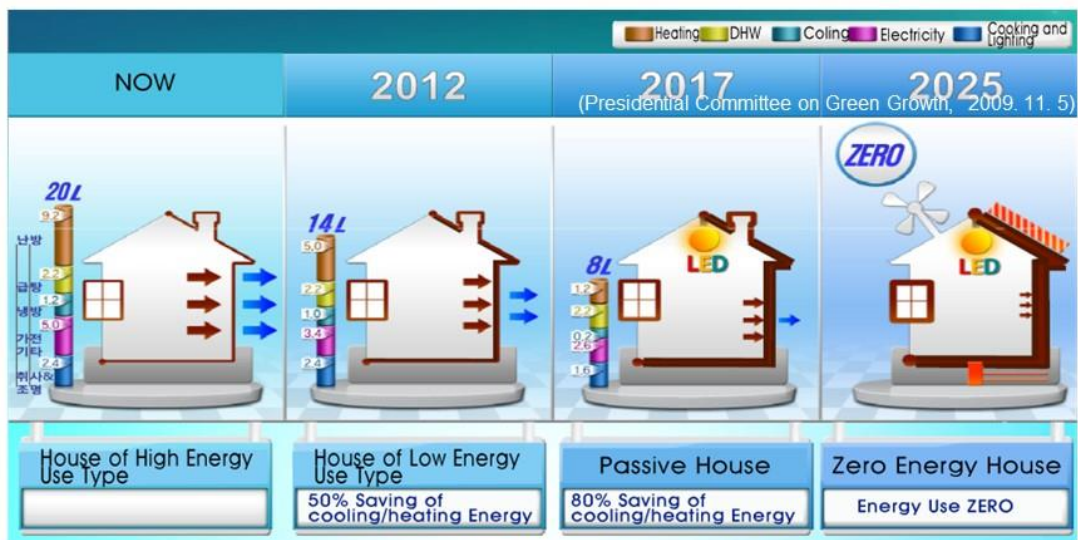 Heating DHW Coling Electricity Cooking and
Lighting
NOW 2012 2017 2025
(Presidential Committee on Green Growth, 2009. 11. 5)
20L
9.2
난방
2.2
급탕
1.2
냉방
5.0
가전
기타
2.4
취사&
조명
14L
5.0
2.2
1.0
3.4
2.4
LED
8L
1.2
2.2
0.2
2.6
1.6
ZERO
LED
House of High Energy
Use Type
House of Low Energy
Use Type
50% Saving of
cooling/heating Energy
Passive House
80% Saving of
cooling/heating Energy
Zero Energy House
Energy Use ZERO